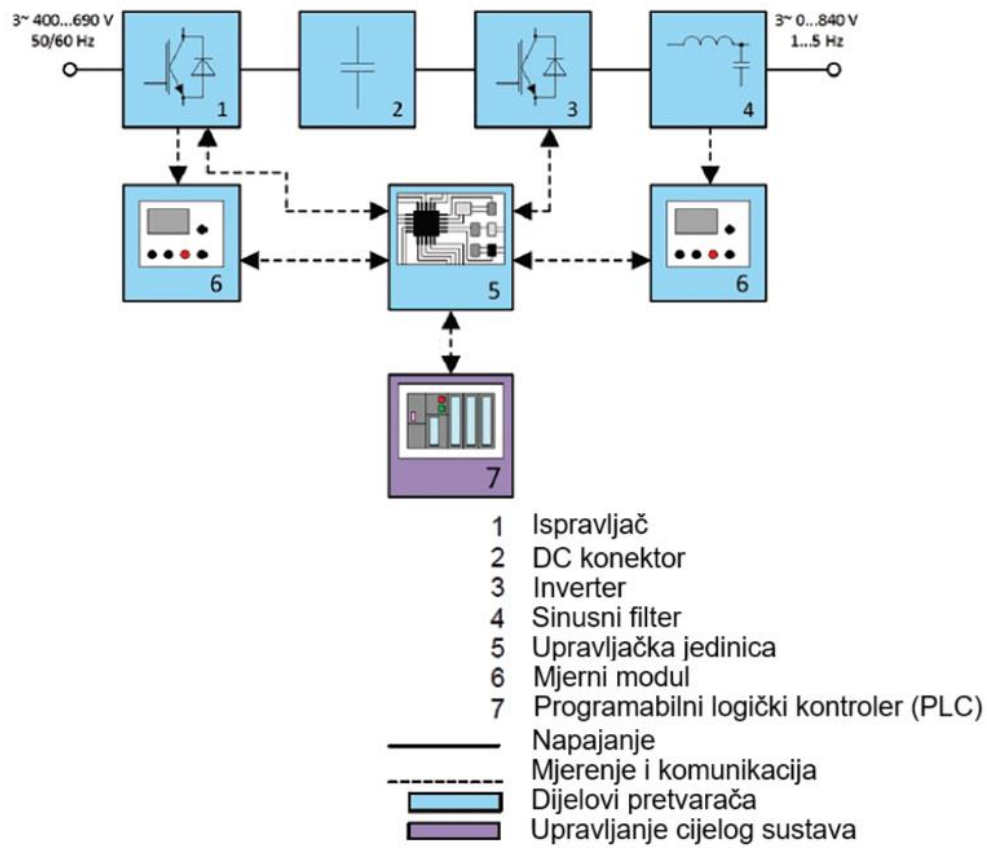 3~ 400...690 V
50/60 Hz
3~ 0...840 V
1...5 Hz
1
2
3
4
6
5
6
7
1 Ispravljač
2 DC konektor
3 Inverter
4 Sinusni filter
5 Upravljačka jedinica
6 Mjerni modul
7 Programabilni logički kontroler (PLC)
Napajanje
Mjerenje i komunikacija
Dijelovi pretvarača
Upravljanje cijelog sustava